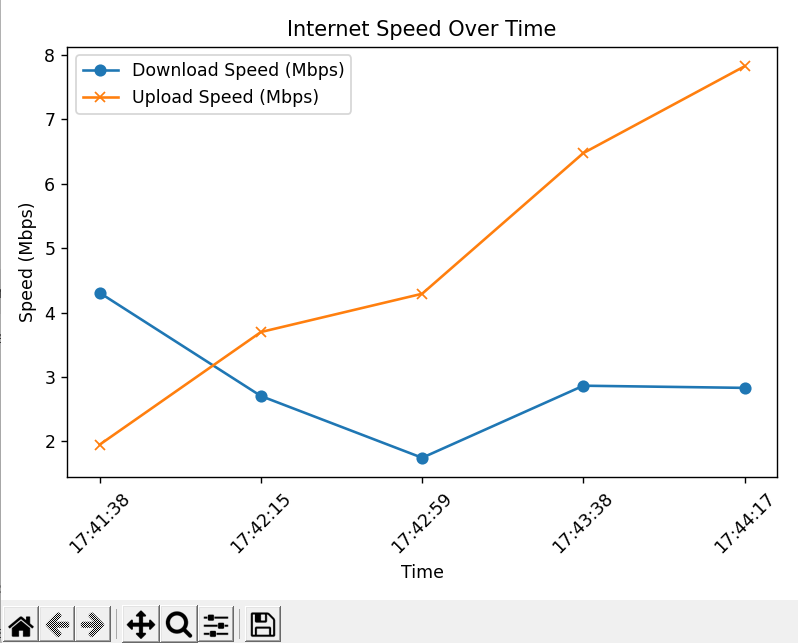 Internet Speed Over Time
Download Speed (Mbps)
Upload Speed (Mbps)
8
7
6
5
4
3
2
Speed (Mbps)
17:41:38
17:42:15
17:42:59
17:43:38
17:44:17
Time